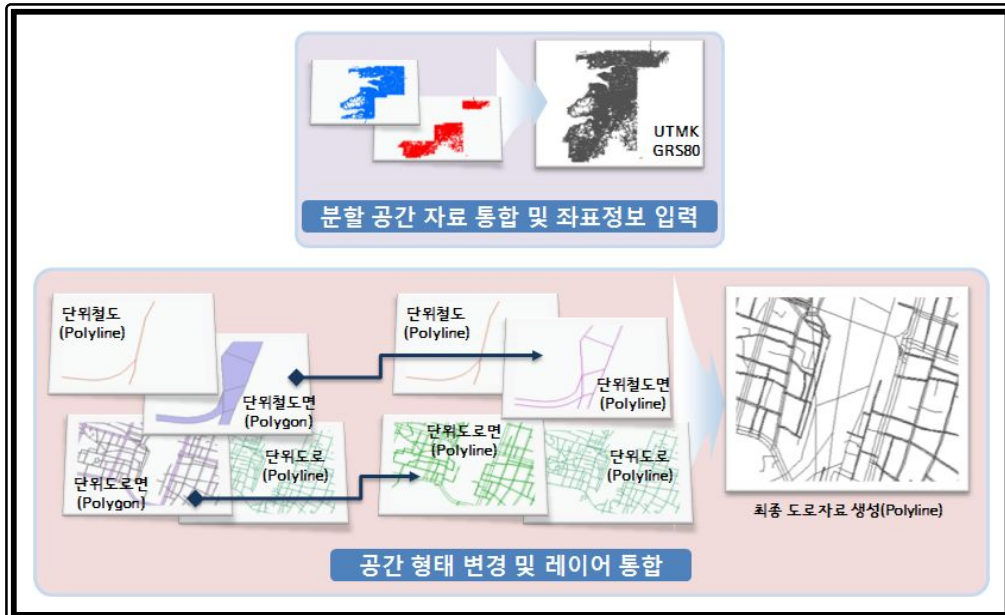 UTMK
GRS80
분할 공간 자료 통합 및 좌표정보 입력
단위철도
(Polyline)
단위철도면
(Polygon)
단위도로면
(Polygon)
단위도로
(Polyline)
단위철도
(Polyline)
단위철도면
(Polyline)
단위도로면
(Polyline)
단위도로
(Polyline)
최종 도로자료 생성(Polyline)
공간 형태 변경 및 레이어 통합